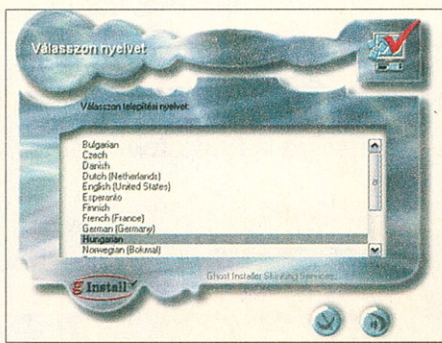 Válasszon nyelvet
Válasszon telepítési nyelvet:
Bulgarian
Czech
Danish
Dutch (Netherlands)
English (United States)
Esperanto
Finnish
French (France)
German (Germany)
Hungarian
Norwegian (Bokmal)
Ghost Installer Skinning Services
Install